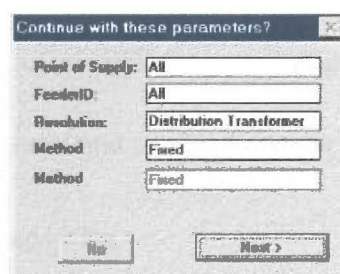 Continue with these parameters?
Point of Supply: All
FeederID: All
Resolution: Distribution Transformer
Method Fixed
Method Fixed
No Next >